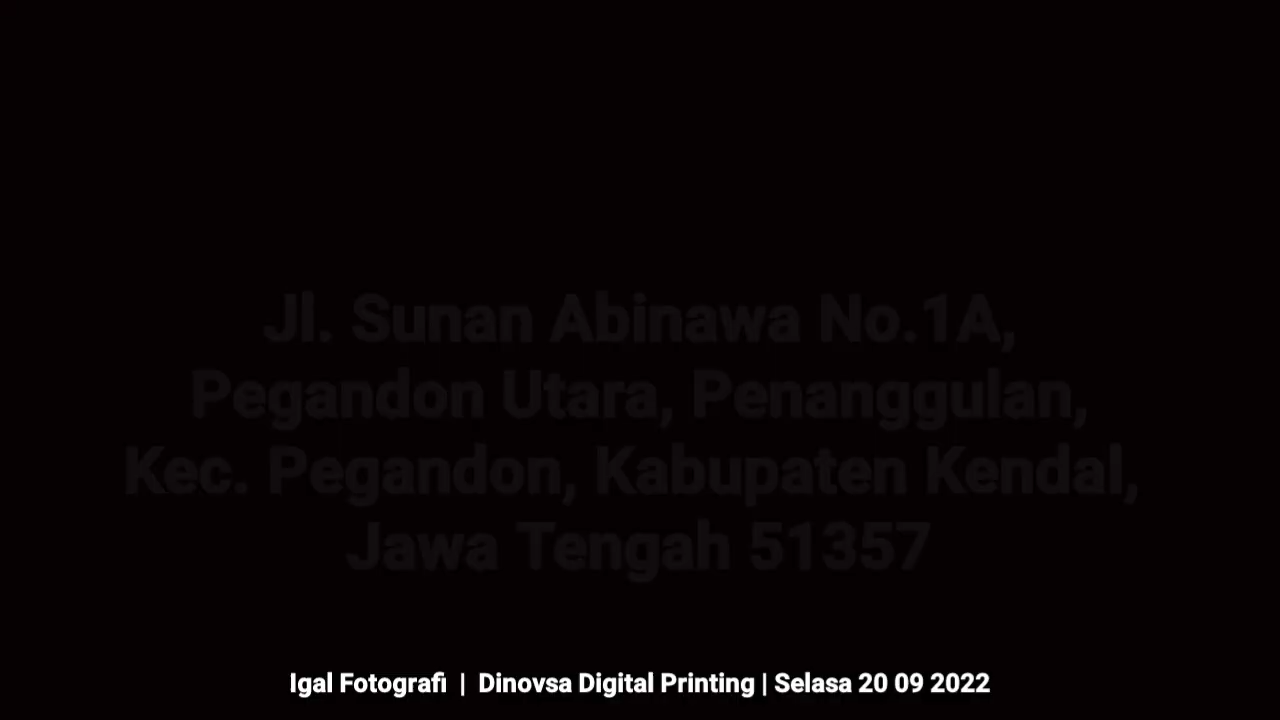 Jl. Sunan Abinawa No.1A,
Pegandon Utara, Penanggulan,
Kec. Pegandon, Kabupaten Kendal,
Jawa Tengah 51357
Igal Fotografi | Dinovsa Digital Printing | Selasa 20 09 2022